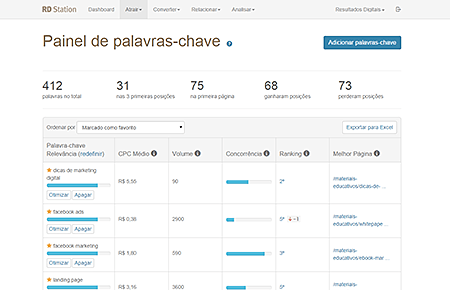 RD Station Dashboard Atrair Converter Relacionar Analisar Resultados Digitais
Painel de palavras-chave ?
Adicionar palavras-chave
412 31 75 68 73
palavras no total nas 3 primeiras posições na primeira página ganharam posições perderam posições
Ordenar por Marcado como favorito Exportar para Excel
Palavra-chave
Relevância (redefinir) CPC Médio Volume Concorrência Ranking Melhor Página
dicas de marketing
digital
Otimizar Apagar
R$ 5,55 90 2º /materiais-
educativos/dicas-de- ...
facebook ads
Otimizar Apagar
R$ 0,36 2900 5º /materiais-
educativos/whitepape ...
facebook marketing
Otimizar Apagar
R$ 1,80 590 3º /materiais-
educativos/ebook-mar ...
landing page
R$ 3,16 3600 5º /materiais-